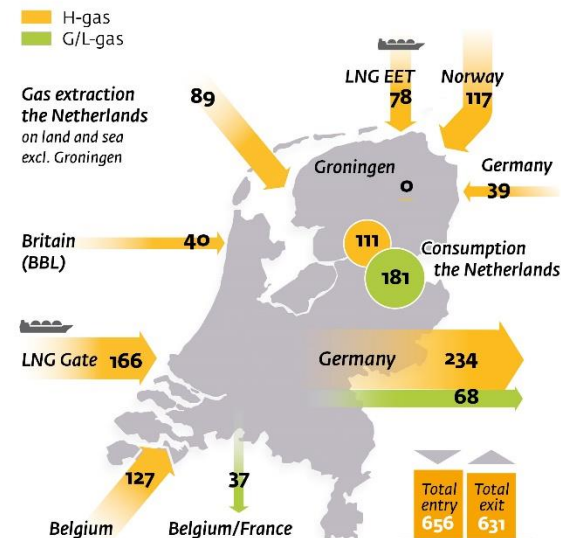 H-gas
G/L-gas
Gas extraction
the Netherlands
on land and sea
excl. Groningen
89
LNG EET
78
Norway
117
Groningen
0
Germany
39
Britain
(BBL)
40
111
181
Consumption
the Netherlands
LNG Gate
166
Germany
234
68
127
Belgium
37
Belgium/France
Total
entry
656
Total
exit
631